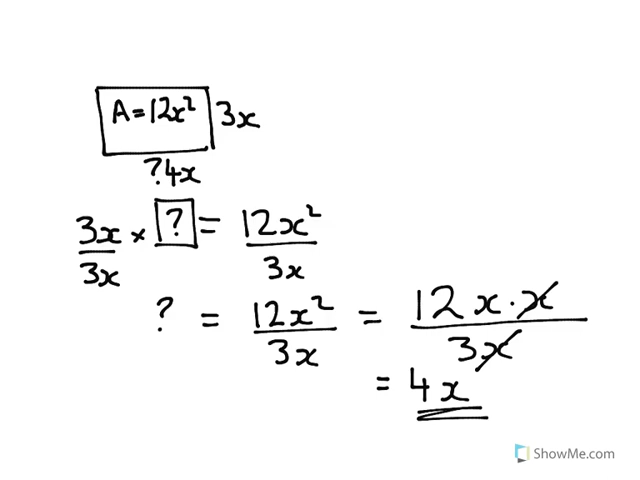 A = 12x² 3x
? 4x
3x/3x × ? = 12x²/3x
? = 12x²/3x = 12x·x/3x
= 4x
ShowMe.com